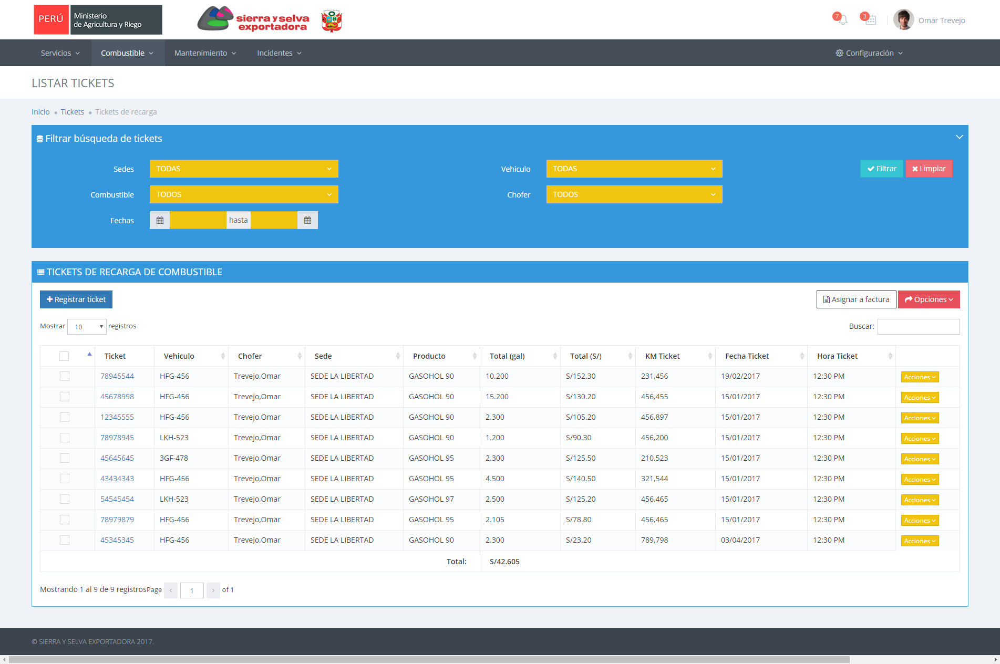 PERÚ Ministerio
de Agricultura y Riego
sierra y selva
exportadora
7 3 Omar Trevejo
Servicios Combustible Mantenimiento Incidentes Configuración
LISTAR TICKETS
Inicio Tickets Tickets de recarga
Filtrar búsqueda de tickets
Sedes TODAS Vehiculo TODAS Filtrar Limpiar
Combustible TODOS Chofer TODOS
Fechas hasta
TICKETS DE RECARGA DE COMBUSTIBLE
Registrar ticket Asignar a factura Opciones
Mostrar 10 registros Buscar:
Ticket Vehiculo Chofer Sede Producto Total (gal) Total (S/) KM Ticket Fecha Ticket Hora Ticket
78945544 HFG-456 Trevejo,Omar SEDE LA LIBERTAD GASOHOL 90 10.200 S/152.30 231,456 19/02/2017 12:30 PM Acciones
45678998 HFG-456 Trevejo,Omar SEDE LA LIBERTAD GASOHOL 90 15.200 S/130.20 456,455 15/01/2017 12:30 PM Acciones
12345555 HFG-456 Trevejo,Omar SEDE LA LIBERTAD GASOHOL 90 2.300 S/105.20 456,897 15/01/2017 12:30 PM Acciones
78978945 LKH-523 Trevejo,Omar SEDE LA LIBERTAD GASOHOL 90 1.200 S/90.30 456,200 15/01/2017 12:30 PM Acciones
45645645 3GF-478 Trevejo,Omar SEDE LA LIBERTAD GASOHOL 95 2.300 S/125.50 210,523 15/01/2017 12:30 PM Acciones
43434343 HFG-456 Trevejo,Omar SEDE LA LIBERTAD GASOHOL 95 4.500 S/140.50 321,544 15/01/2017 12:30 PM Acciones
54545454 LKH-523 Trevejo,Omar SEDE LA LIBERTAD GASOHOL 97 2.500 S/125.20 456,465 15/01/2017 12:30 PM Acciones
78979879 HFG-456 Trevejo,Omar SEDE LA LIBERTAD GASOHOL 95 2.105 S/78.80 456,465 15/01/2017 12:30 PM Acciones
45345345 HFG-456 Trevejo,Omar SEDE LA LIBERTAD GASOHOL 90 2.300 S/23.20 789,798 03/04/2017 12:30 PM Acciones
Total: S/42.605
Mostrando 1 al 9 de 9 registrosPage 1 of 1
© SIERRA Y SELVA EXPORTADORA 2017.